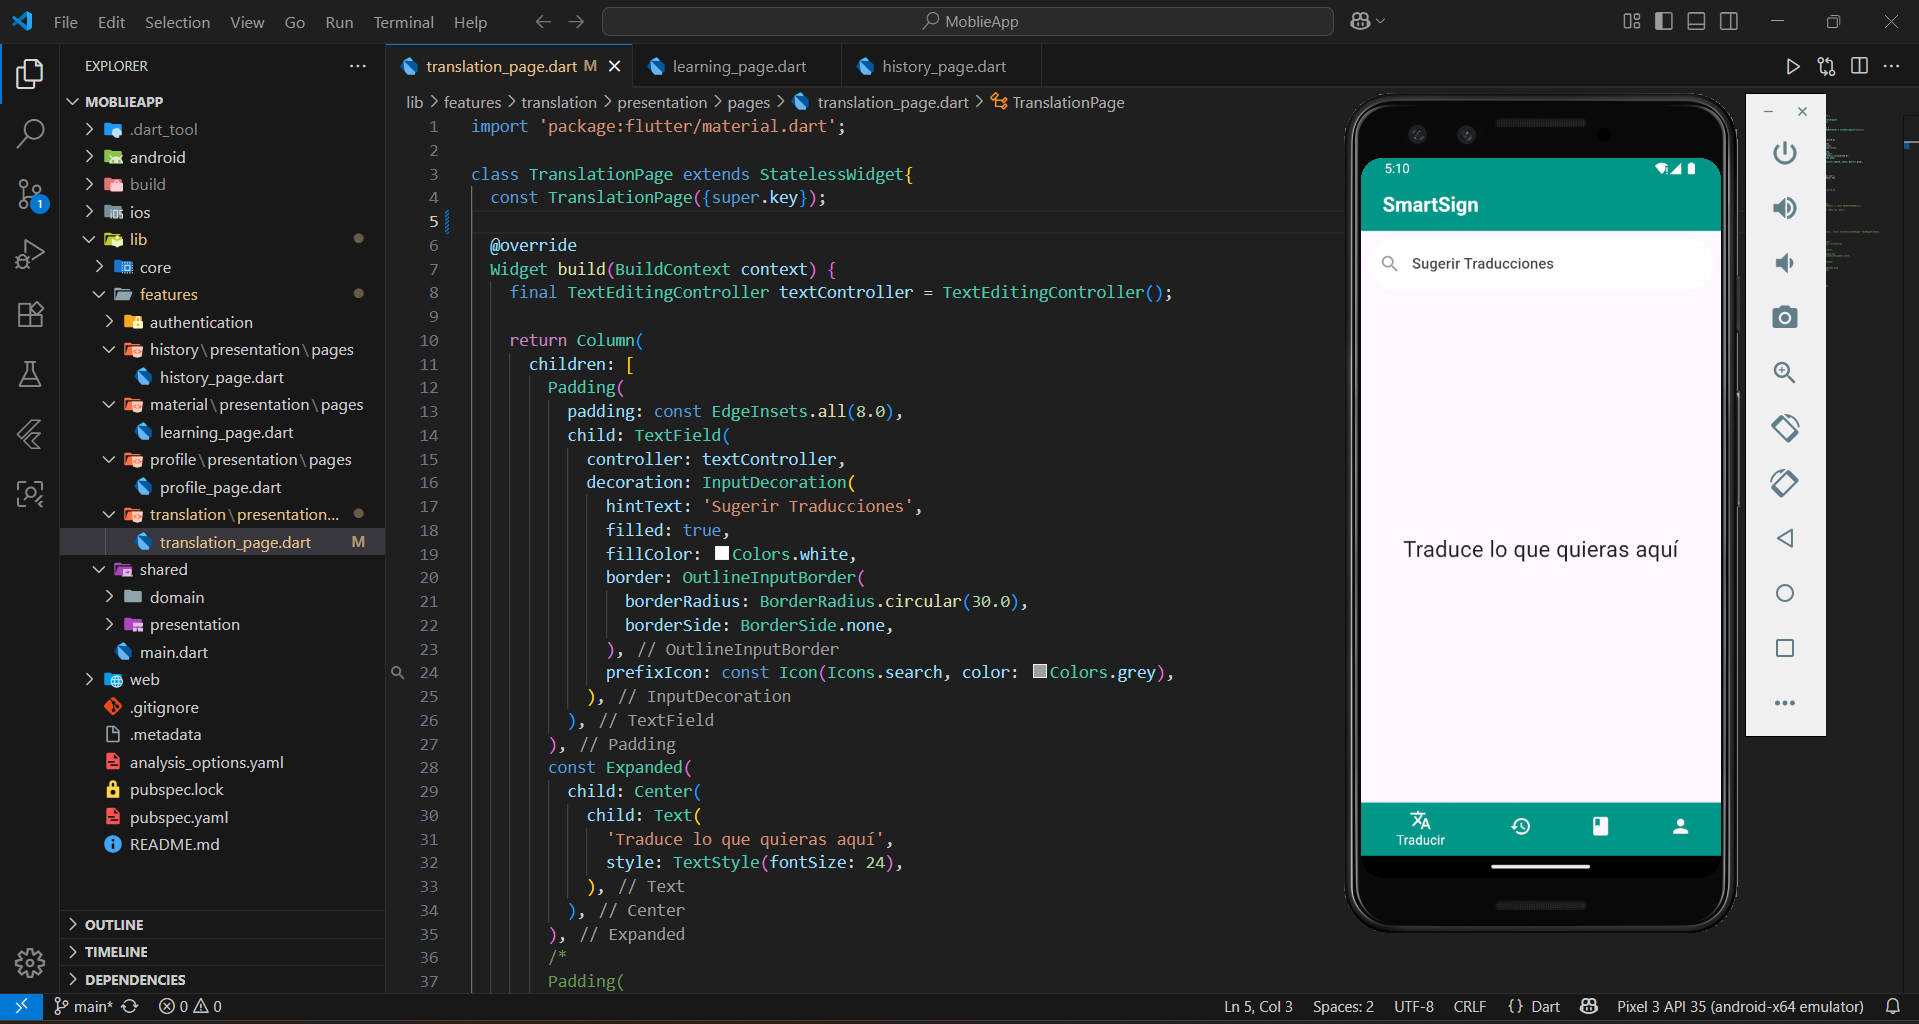 File Edit Selection View Go Run Terminal Help
MoblieApp
EXPLORER
MOBLIEAPP
.dart_tool
android
build
ios
lib
core
features
authentication
history\presentation\pages
history_page.dart
material\presentation\pages
learning_page.dart
profile\presentation\pages
profile_page.dart
translation\presentation...
translation_page.dart M
shared
domain
presentation
main.dart
web
.gitignore
.metadata
analysis_options.yaml
pubspec.lock
pubspec.yaml
README.md
OUTLINE
TIMELINE
DEPENDENCIES
1
translation_page.dart M
learning_page.dart
history_page.dart
lib > features > translation > presentation > pages > translation_page.dart > TranslationPage
1 import 'package:flutter/material.dart';
2
3 class TranslationPage extends StatelessWidget{
4 const TranslationPage({super.key});
5
6 @override
7 Widget build(BuildContext context) {
8 final TextEditingController textController = TextEditingController();
9
10 return Column(
11 children: [
12 Padding(
13 padding: const EdgeInsets.all(8.0),
14 child: TextField(
15 controller: textController,
16 decoration: InputDecoration(
17 hintText: 'Sugerir Traducciones',
18 filled: true,
19 fillColor: Colors.white,
20 border: OutlineInputBorder(
21 borderRadius: BorderRadius.circular(30.0),
22 borderSide: BorderSide.none,
23 ), // OutlineInputBorder
24 prefixIcon: const Icon(Icons.search, color: Colors.grey),
25 ), // InputDecoration
26 ), // TextField
27 ), // Padding
28 const Expanded(
29 child: Center(
30 child: Text(
31 'Traduce lo que quieras aquí',
32 style: TextStyle(fontSize: 24),
33 ), // Text
34 ), // Center
35 ), // Expanded
36 /*
37 Padding(
5:10
SmartSign
Sugerir Traducciones
Traduce lo que quieras aquí
Traducir
main* 0 0
Ln 5, Col 3 Spaces: 2 UTF-8 CRLF {} Dart Pixel 3 API 35 (android-x64 emulator)